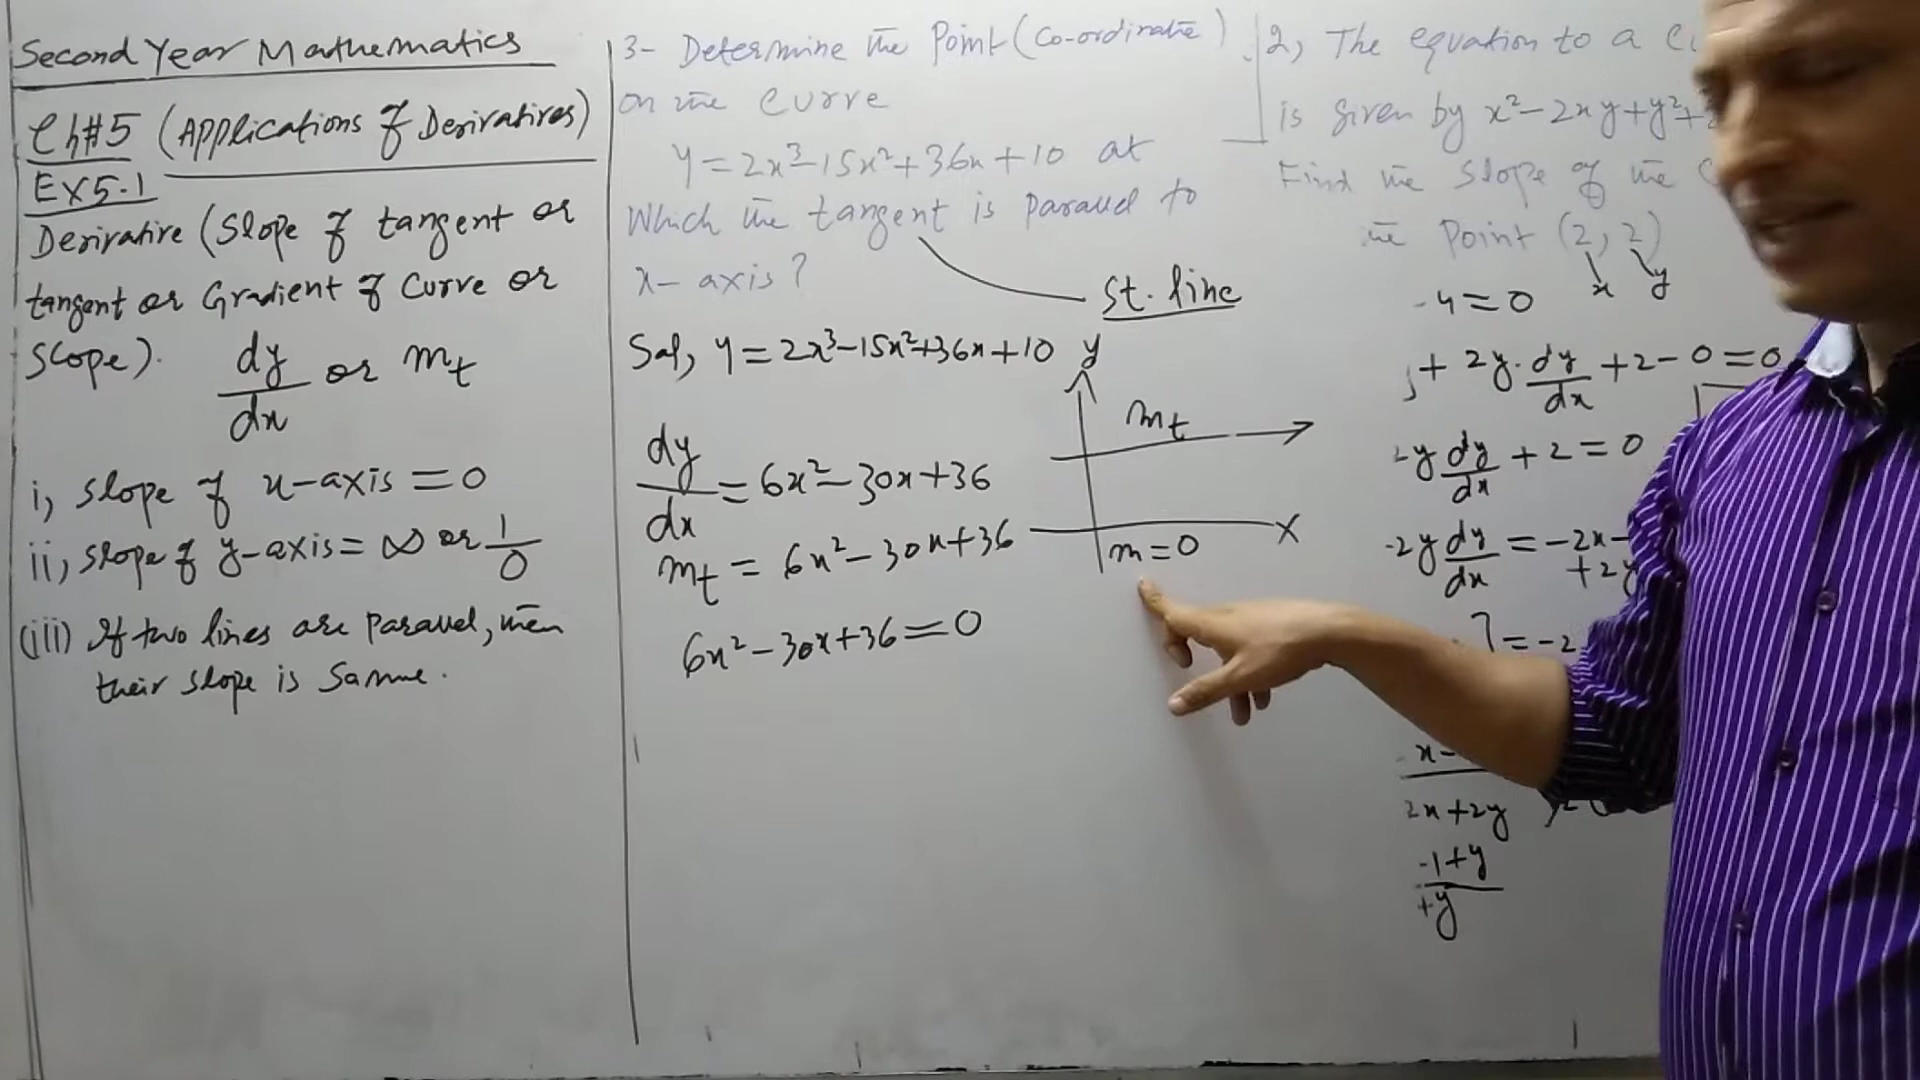 Second Year Mathematics
Ch#5 (Applications of Derivatives)
EX5.1
Derivative (Slope of tangent or
tangent or Gradient of Curve or
Slope). dy/dx or mt
i, slope of x-axis = 0
ii, slope of y-axis = ∞ or 1/0
(iii) If two lines are Parallel, then
their slope is Same.
3- Determine the Point (Co-ordinate)
on the Curve
y = 2x³-15x²+36x+10 at
Which the tangent is Parallel to
x-axis?
St. line
Sol, y = 2x³-15x²+36x+10
dy/dx = 6x²-30x+36
mt = 6x²-30x+36
6x²-30x+36=0
y
mt
X
m=0
2, The equation to a
is given by x²-2xy+y²+
Find the Slope of the
the Point (2, 2)
x y
-4=0
+ 2y. dy/dx +2-0=0
y dy/dx +2=0
-2y dy/dx = -2x-
+2y
= -2
x-
2x+2y
-1+y
+y